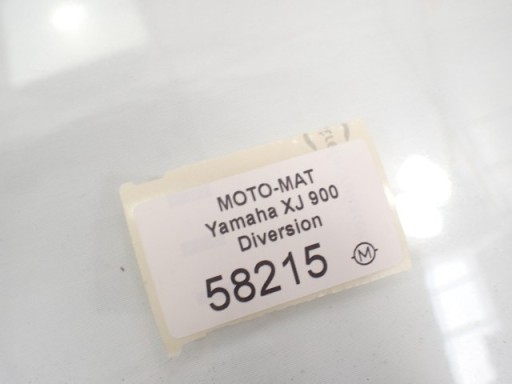 MOTO-MAT
Yamaha XJ 900
Diversion
58215
M